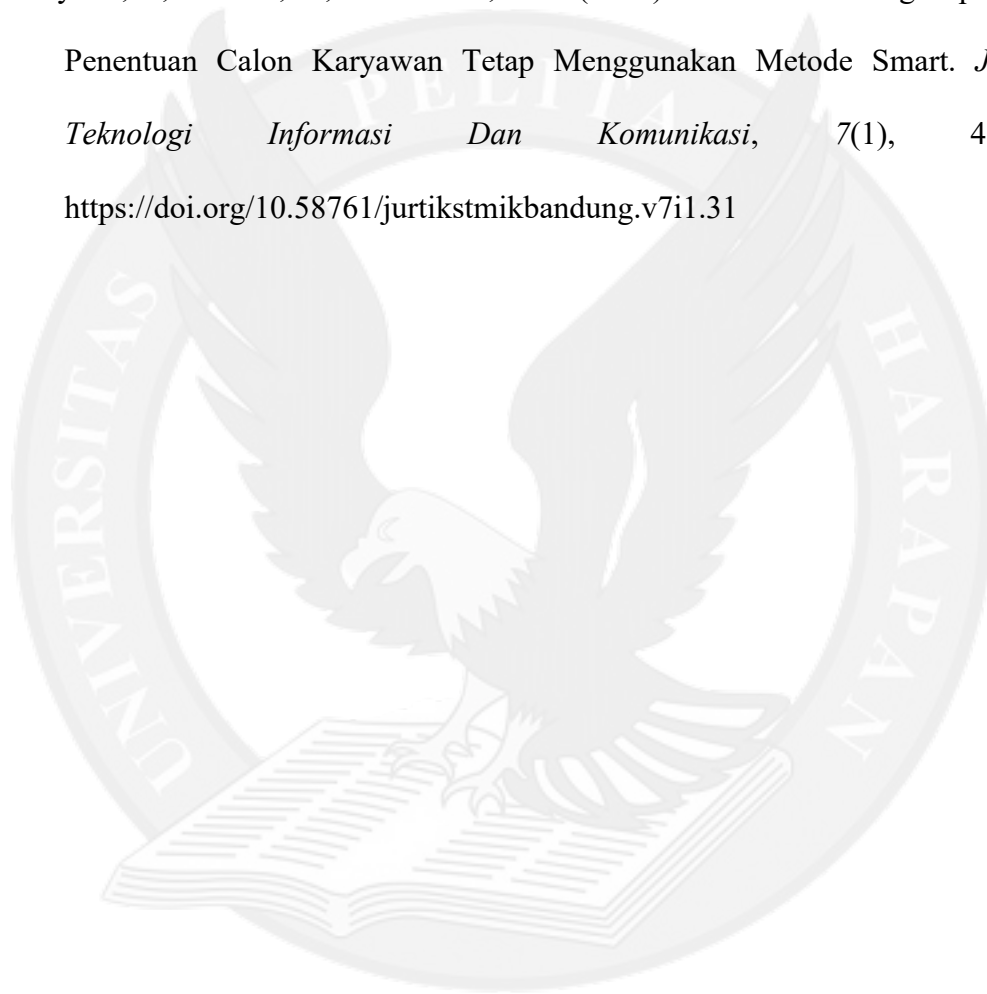 Penentuan Calon Karyawan Tetap Menggunakan Metode Smart. J
Teknologi Informasi Dan Komunikasi, 7(1), 4
https://doi.org/10.58761/jurtikstmikbandung.v7i1.31
UNIVERSITAS PELITA HARAPAN